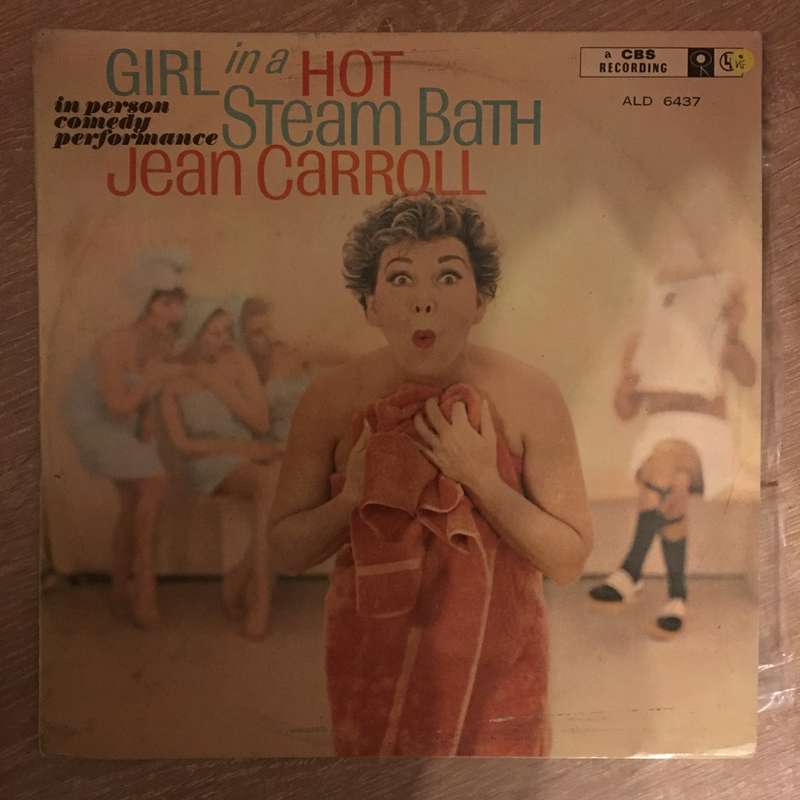 GIRL in a HOT
Steam Bath
in person
comedy
performance
Jean Carroll
a CBS
RECORDING
ALD 6437